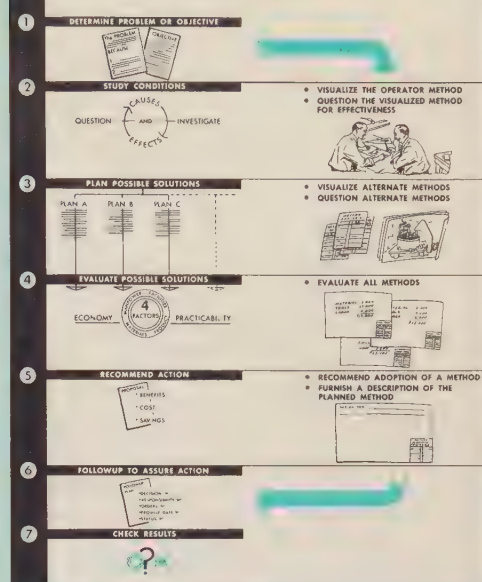 1
DETERMINE PROBLEM OR OBJECTIVE
The PROBLEM
BECAUSE
OBJECTIVE
2
STUDY CONDITIONS
CAUSES
QUESTION
AND
INVESTIGATE
EFFECTS
• VISUALIZE THE OPERATOR METHOD
• QUESTION THE VISUALIZED METHOD
FOR EFFECTIVENESS
3
PLAN POSSIBLE SOLUTIONS
PLAN A
PLAN B
PLAN C
• VISUALIZE ALTERNATE METHODS
• QUESTION ALTERNATE METHODS
4
EVALUATE POSSIBLE SOLUTIONS
ECONOMY
4
FACTORS
PRACTICABILITY
• EVALUATE ALL METHODS
5
RECOMMEND ACTION
PROPOSAL
• BENEFITS
• COST
• SAVINGS
• RECOMMEND ADOPTION OF A METHOD
• FURNISH A DESCRIPTION OF THE
PLANNED METHOD
6
FOLLOWUP TO ASSURE ACTION
FOLLOWUP
PLAN
7
CHECK RESULTS
?